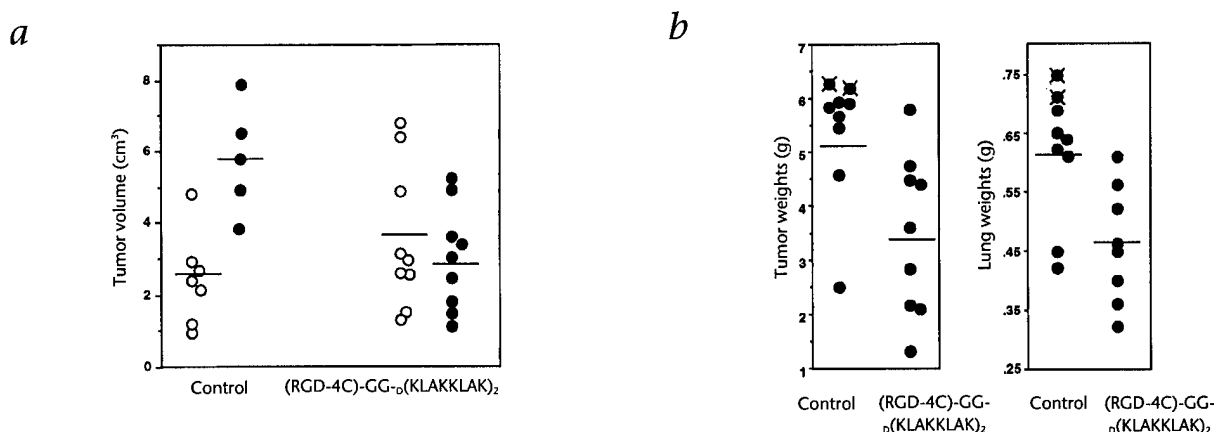 a
Tumor volume (cm³)
8
6
4
2
0
Control
(RGD-4C)-GG-D(KLAKKLAK)2
b
Tumor weights (g)
7
6
5
4
3
2
1
Control
(RGD-4C)-GG-
D(KLAKKLAK)2
Lung weights (g)
.75
.65
.55
.45
.35
.25
Control
(RGD-4C)-GG-
D(KLAKKLAK)2